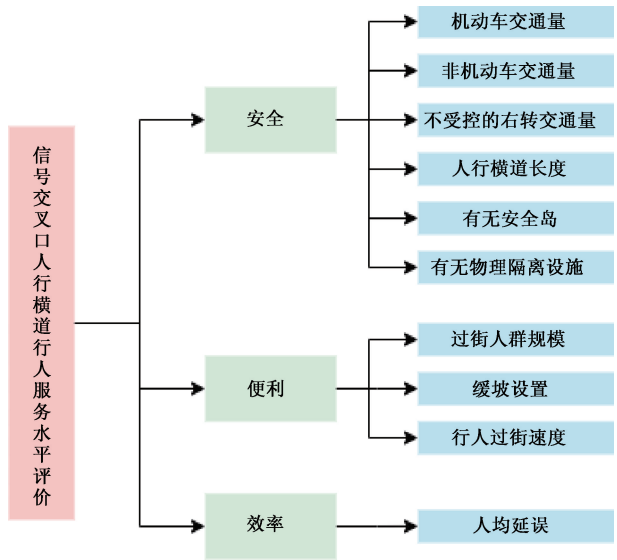 信号交叉口人行横道行人服务水平评价
安全
机动车交通量
非机动车交通量
不受控的右转交通量
人行横道长度
有无安全岛
有无物理隔离设施
便利
过街人群规模
缓坡设置
行人过街速度
效率
人均延误